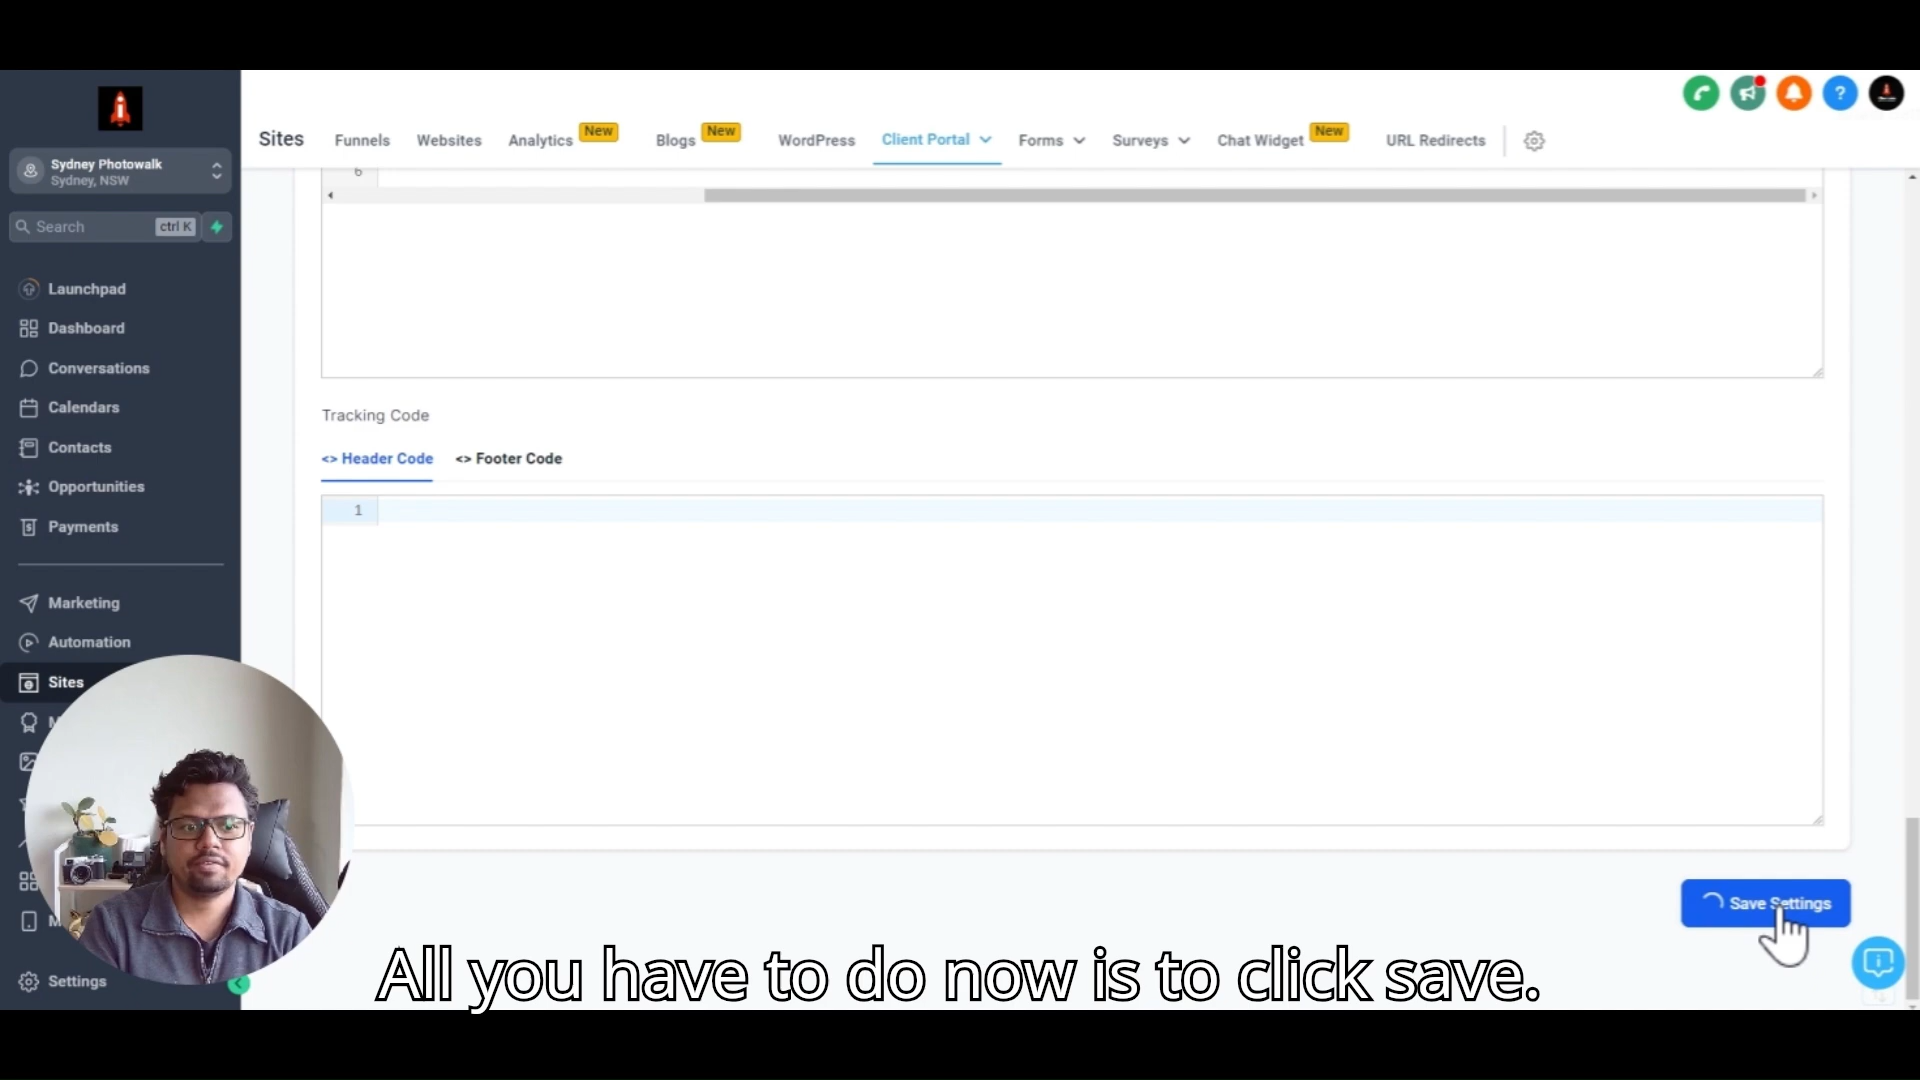 Sydney Photowalk
Sydney, NSW
Search
ctrl K
Launchpad
Dashboard
Conversations
Calendars
Contacts
Opportunities
Payments
Marketing
Automation
Sites
M
M
Settings
Sites
Funnels
Websites
Analytics
New
Blogs
New
WordPress
Client Portal
Forms
Surveys
Chat Widget
New
URL Redirects
?
6
Tracking Code
<> Header Code
<> Footer Code
1
Save Settings
All you have to do now is to click save.